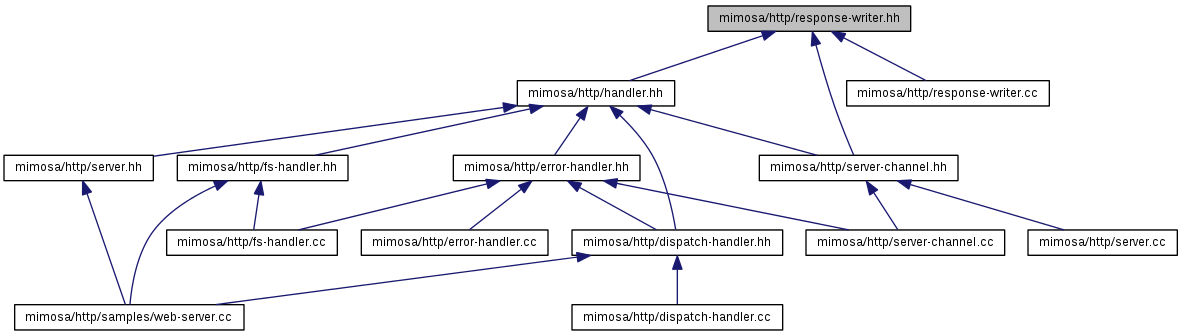 mimosa/http/response-writer.hh
mimosa/http/handler.hh
mimosa/http/response-writer.cc
mimosa/http/server.hh
mimosa/http/fs-handler.hh
mimosa/http/error-handler.hh
mimosa/http/server-channel.hh
mimosa/http/fs-handler.cc
mimosa/http/error-handler.cc
mimosa/http/dispatch-handler.hh
mimosa/http/server-channel.cc
mimosa/http/server.cc
mimosa/http/samples/web-server.cc
mimosa/http/dispatch-handler.cc